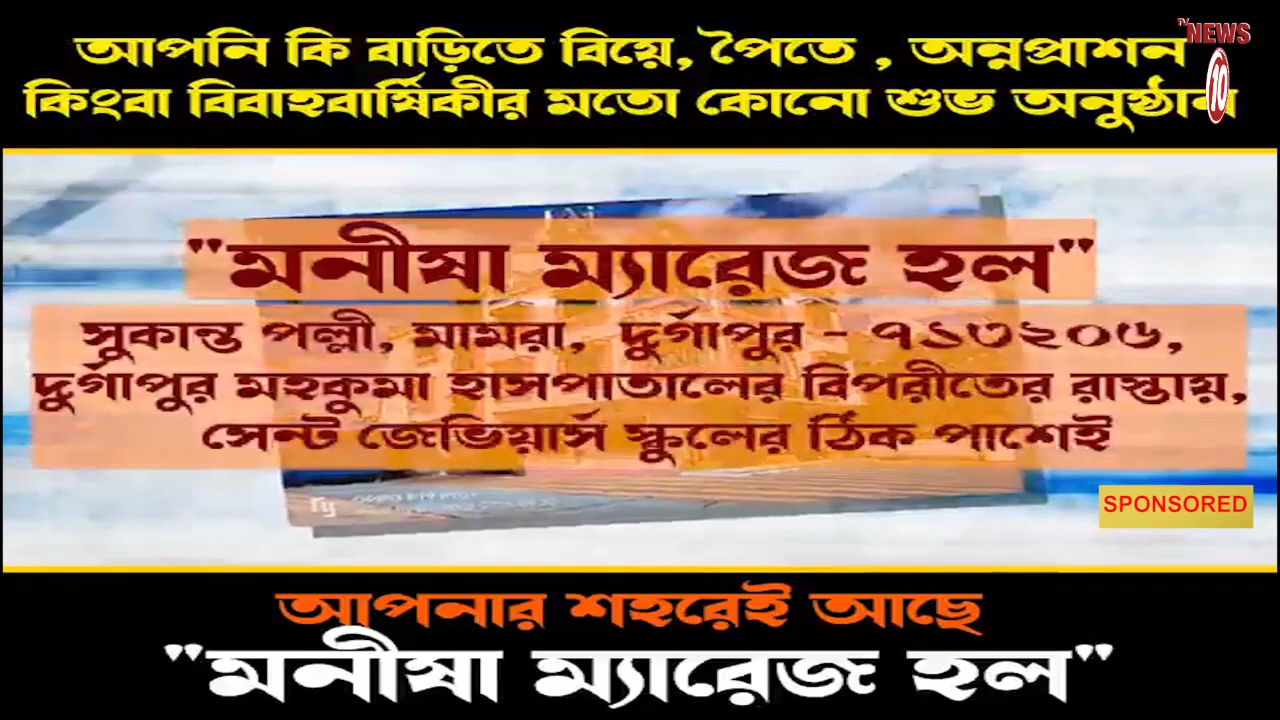 আপনি কি বাড়িতে বিয়ে, পৈতে , অন্নপ্রাশন
কিংবা বিবাহবার্ষিকীর মতো কোনো শুভ অনুষ্ঠান
TV NEWS
10
"মনীষা ম্যারেজ হল"
সুকান্ত পল্লী, মামরা, দুর্গাপুর - ৭১৩২০৬,
দুর্গাপুর মহকুমা হাসপাতালের বিপরীতের রাস্তায়,
সেন্ট জেভিয়ার্স স্কুলের ঠিক পাশেই
SPONSORED
আপনার শহরেই আছে
"মনীষা ম্যারেজ হল"